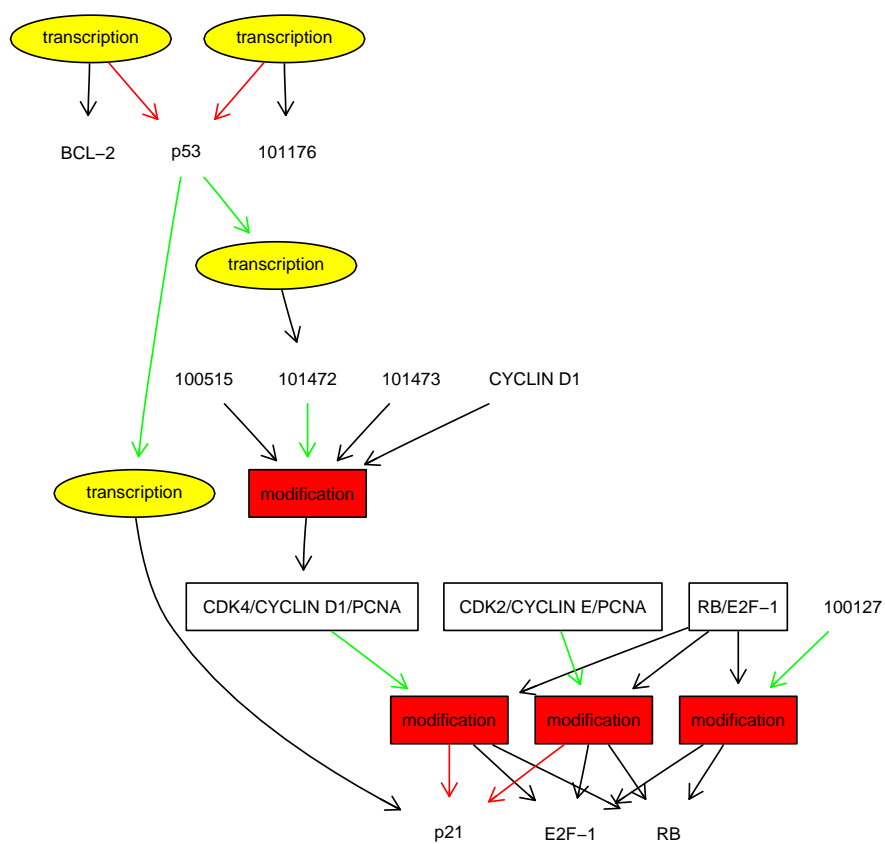 transcription
transcription
BCL−2
p53
101176
transcription
100515
101472
101473
CYCLIN D1
transcription
modification
CDK4/CYCLIN D1/PCNA
CDK2/CYCLIN E/PCNA
RB/E2F−1
100127
modification
modification
modification
p21
E2F−1
RB